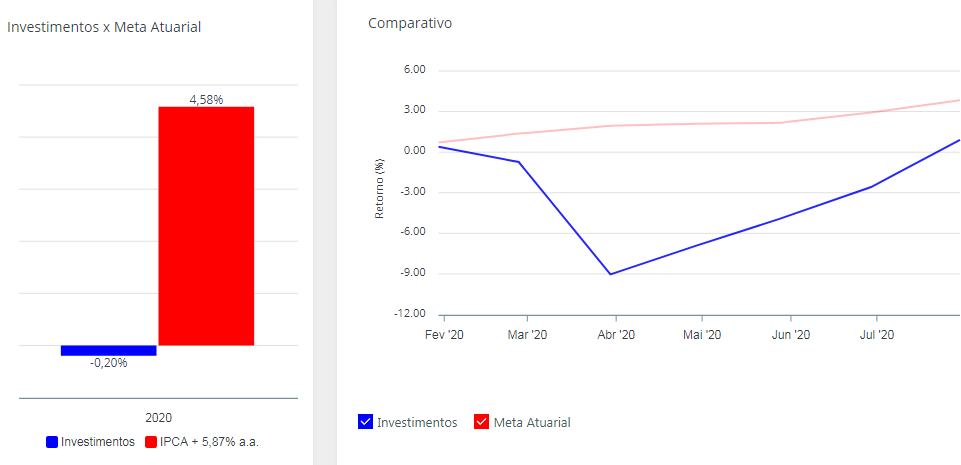 Investimentos x Meta Atuarial
4,58%
-0,20%
2020
Investimentos
IPCA + 5,87% a.a.
Comparativo
Retorno (%)
6.00
3.00
0.00
-3.00
-6.00
-9.00
-12.00
Fev '20
Mar '20
Abr '20
Mai '20
Jun '20
Jul '20
Investimentos
Meta Atuarial